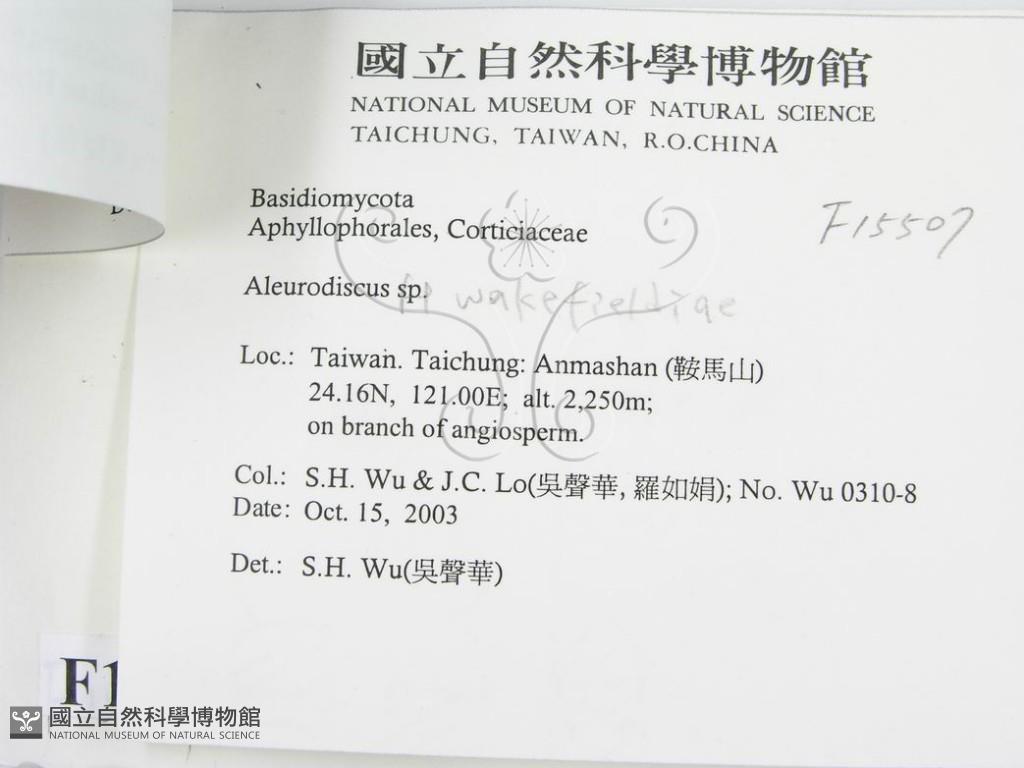 國立自然科學博物館
NATIONAL MUSEUM OF NATURAL SCIENCE
TAICHUNG, TAIWAN, R.O.CHINA
Basidiomycota
Aphyllophorales, Corticiaceae
F15507
Aleurodiscus sp. wakefieldiae
Loc.: Taiwan. Taichung: Anmashan (鞍馬山)
24.16N, 121.00E; alt. 2,250m;
on branch of angiosperm.
Col.: S.H. Wu & J.C. Lo(吳聲華, 羅如娟); No. Wu 0310-8
Date: Oct. 15, 2003
Det.: S.H. Wu(吳聲華)
F1
國立自然科學博物館
NATIONAL MUSEUM OF NATURAL SCIENCE